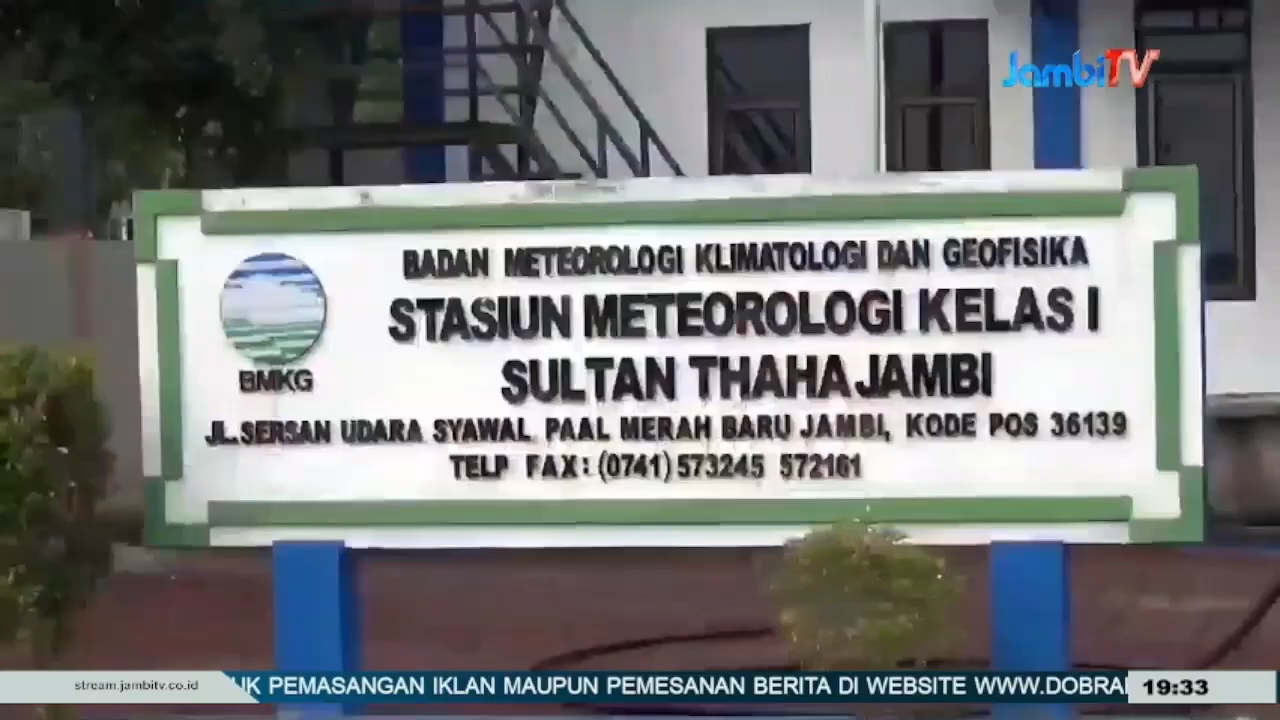 JambiTV
BADAN METEOROLOGI KLIMATOLOGI DAN GEOFISIKA
STASIUN METEOROLOGI KELAS I
SULTAN THAHA JAMBI
BMKG
JL.SERSAN UDARA SYAWAL PAAL MERAH BARU JAMBI, KODE POS 36139
TELP FAX: (0741) 573245 572161
stream.jambitv.co.id
PEMASANGAN IKLAN MAUPUN PEMESANAN BERITA DI WEBSITE
19:33